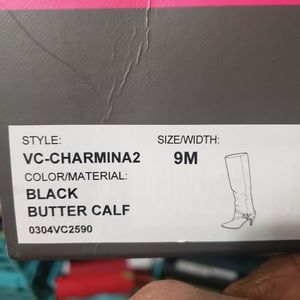 STYLE: SIZE/WIDTH:
VC-CHARMINA2 9M
COLOR/MATERIAL:
BLACK
BUTTER CALF
0304VC2590